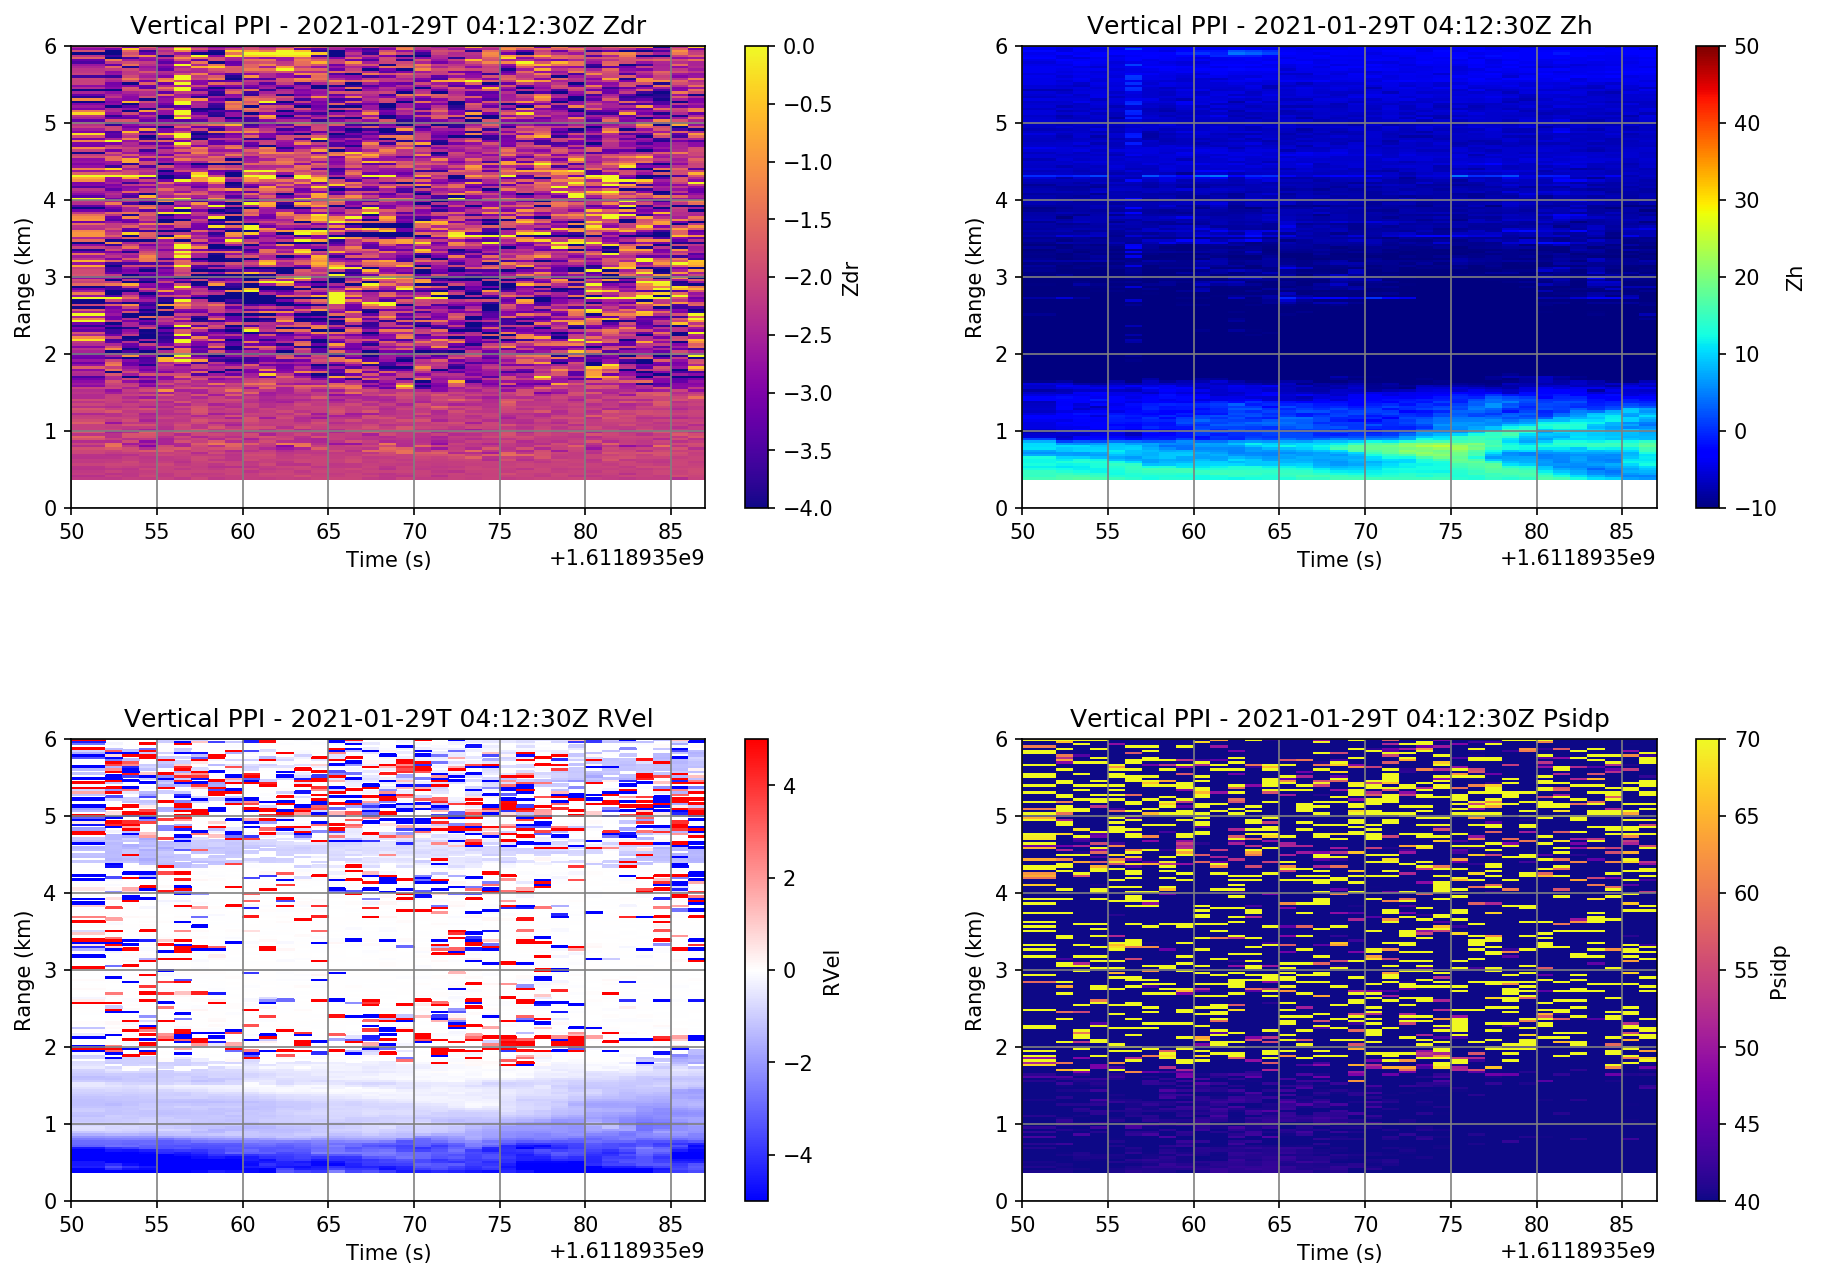 Vertical PPI - 2021-01-29T 04:12:30Z Zdr
6
5
4
3
2
1
0
Range (km)
50 55 60 65 70 75 80 85
Time (s)
+1.6118935e9
0.0
−0.5
−1.0
−1.5
−2.0
−2.5
−3.0
−3.5
−4.0
Zdr
Vertical PPI - 2021-01-29T 04:12:30Z Zh
6
5
4
3
2
1
0
Range (km)
50 55 60 65 70 75 80 85
Time (s)
+1.6118935e9
50
40
30
20
10
0
−10
Zh
Vertical PPI - 2021-01-29T 04:12:30Z RVel
6
5
4
3
2
1
0
Range (km)
50 55 60 65 70 75 80 85
Time (s)
+1.6118935e9
4
2
0
−2
−4
RVel
Vertical PPI - 2021-01-29T 04:12:30Z Psidp
6
5
4
3
2
1
0
Range (km)
50 55 60 65 70 75 80 85
Time (s)
+1.6118935e9
70
65
60
55
50
45
40
Psidp